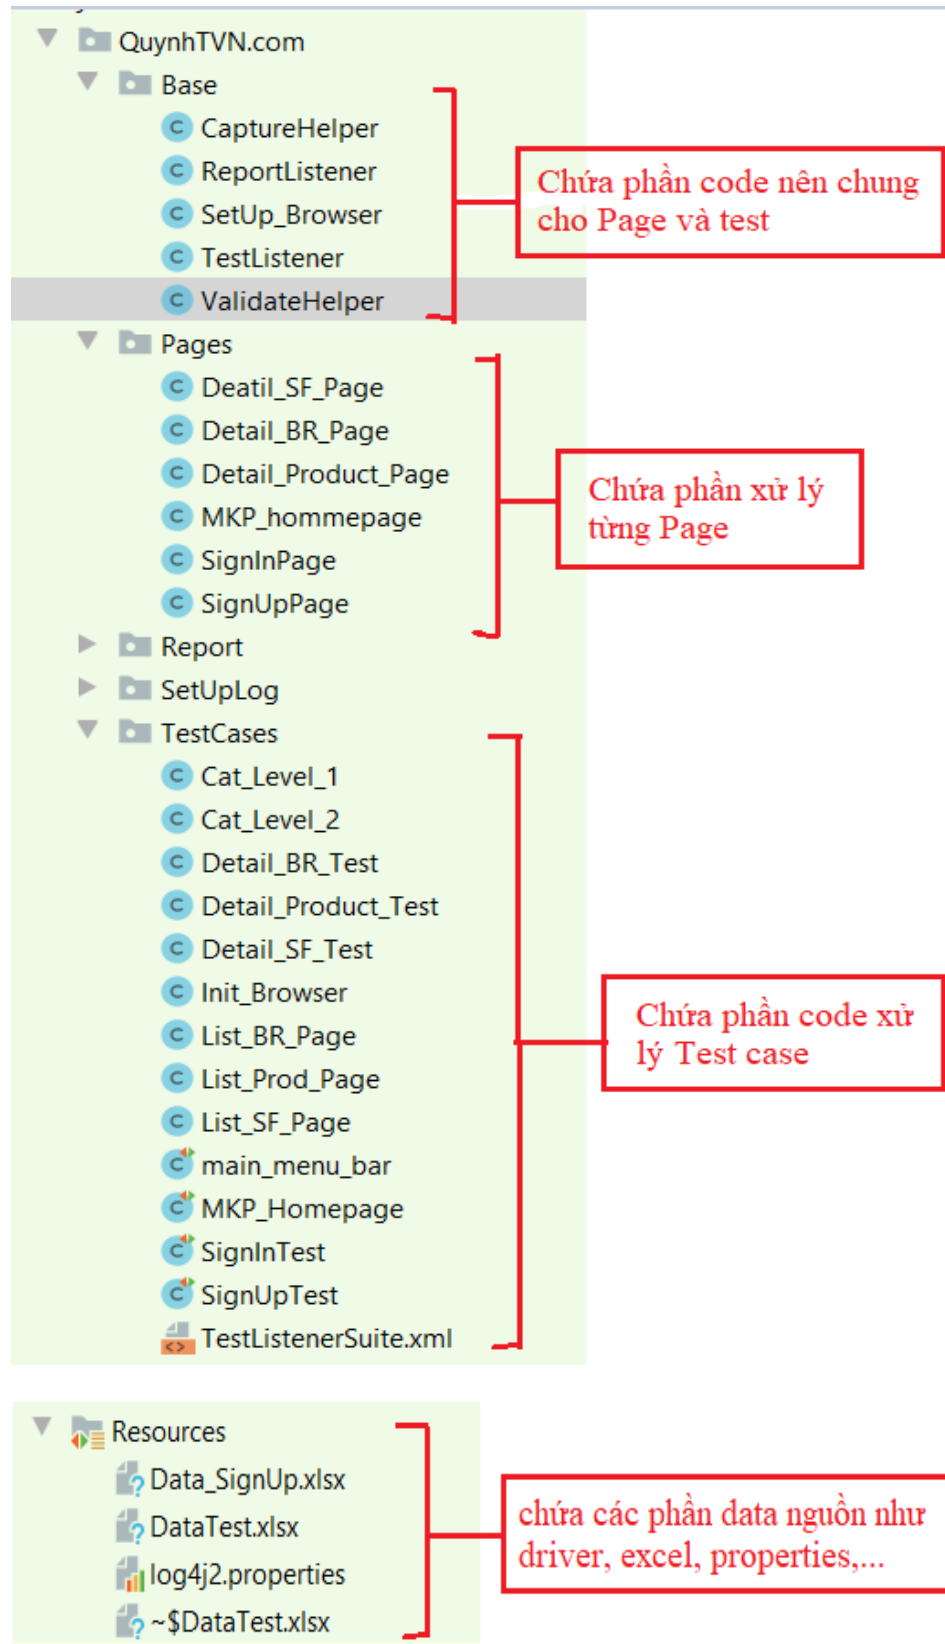 QuynhTVN.com
Base
CaptureHelper
ReportListener
SetUp_Browser
TestListener
ValidateHelper
Chứa phần code nên chung
cho Page và test
Pages
Deatil_SF_Page
Detail_BR_Page
Detail_Product_Page
MKP_hommepage
SignInPage
SignUpPage
Chứa phần xử lý
từng Page
Report
SetUpLog
TestCases
Cat_Level_1
Cat_Level_2
Detail_BR_Test
Detail_Product_Test
Detail_SF_Test
Init_Browser
List_BR_Page
List_Prod_Page
List_SF_Page
main_menu_bar
MKP_Homepage
SignInTest
SignUpTest
TestListenerSuite.xml
Chứa phần code xử
lý Test case
Resources
Data_SignUp.xlsx
DataTest.xlsx
log4j2.properties
~$DataTest.xlsx
chứa các phần data nguồn như
driver, excel, properties,...